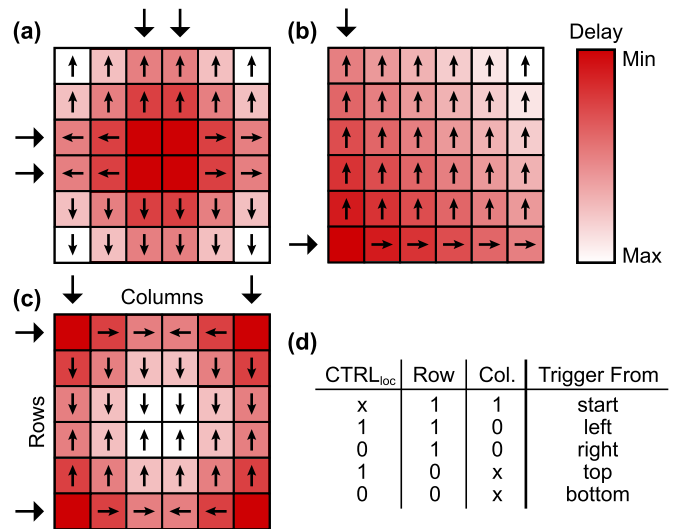 (a)
(b)
Delay
Min
Max
(c)
Columns
Rows
(d)
CTRLloc Row Col. Trigger From
x 1 1 start
1 1 0 left
0 1 0 right
1 0 x top
0 0 x bottom